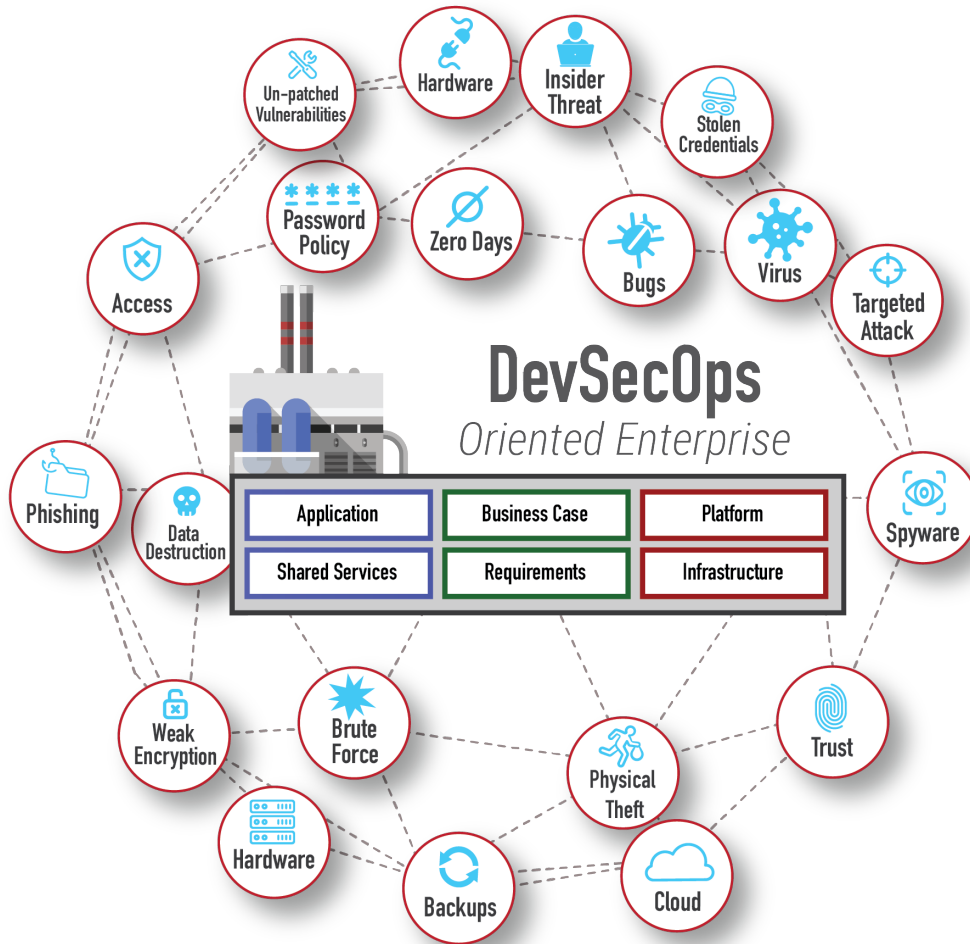 Hardware
Insider
Threat
Un-patched
Vulnerabilities
Stolen
Credentials
****
Password
Policy
Zero Days
Bugs
Virus
Access
Targeted
Attack
DevSecOps
Oriented Enterprise
Phishing
Data
Destruction
Application
Business Case
Platform
Spyware
Shared Services
Requirements
Infrastructure
Weak
Encryption
Brute
Force
Physical
Theft
Trust
Hardware
Backups
Cloud